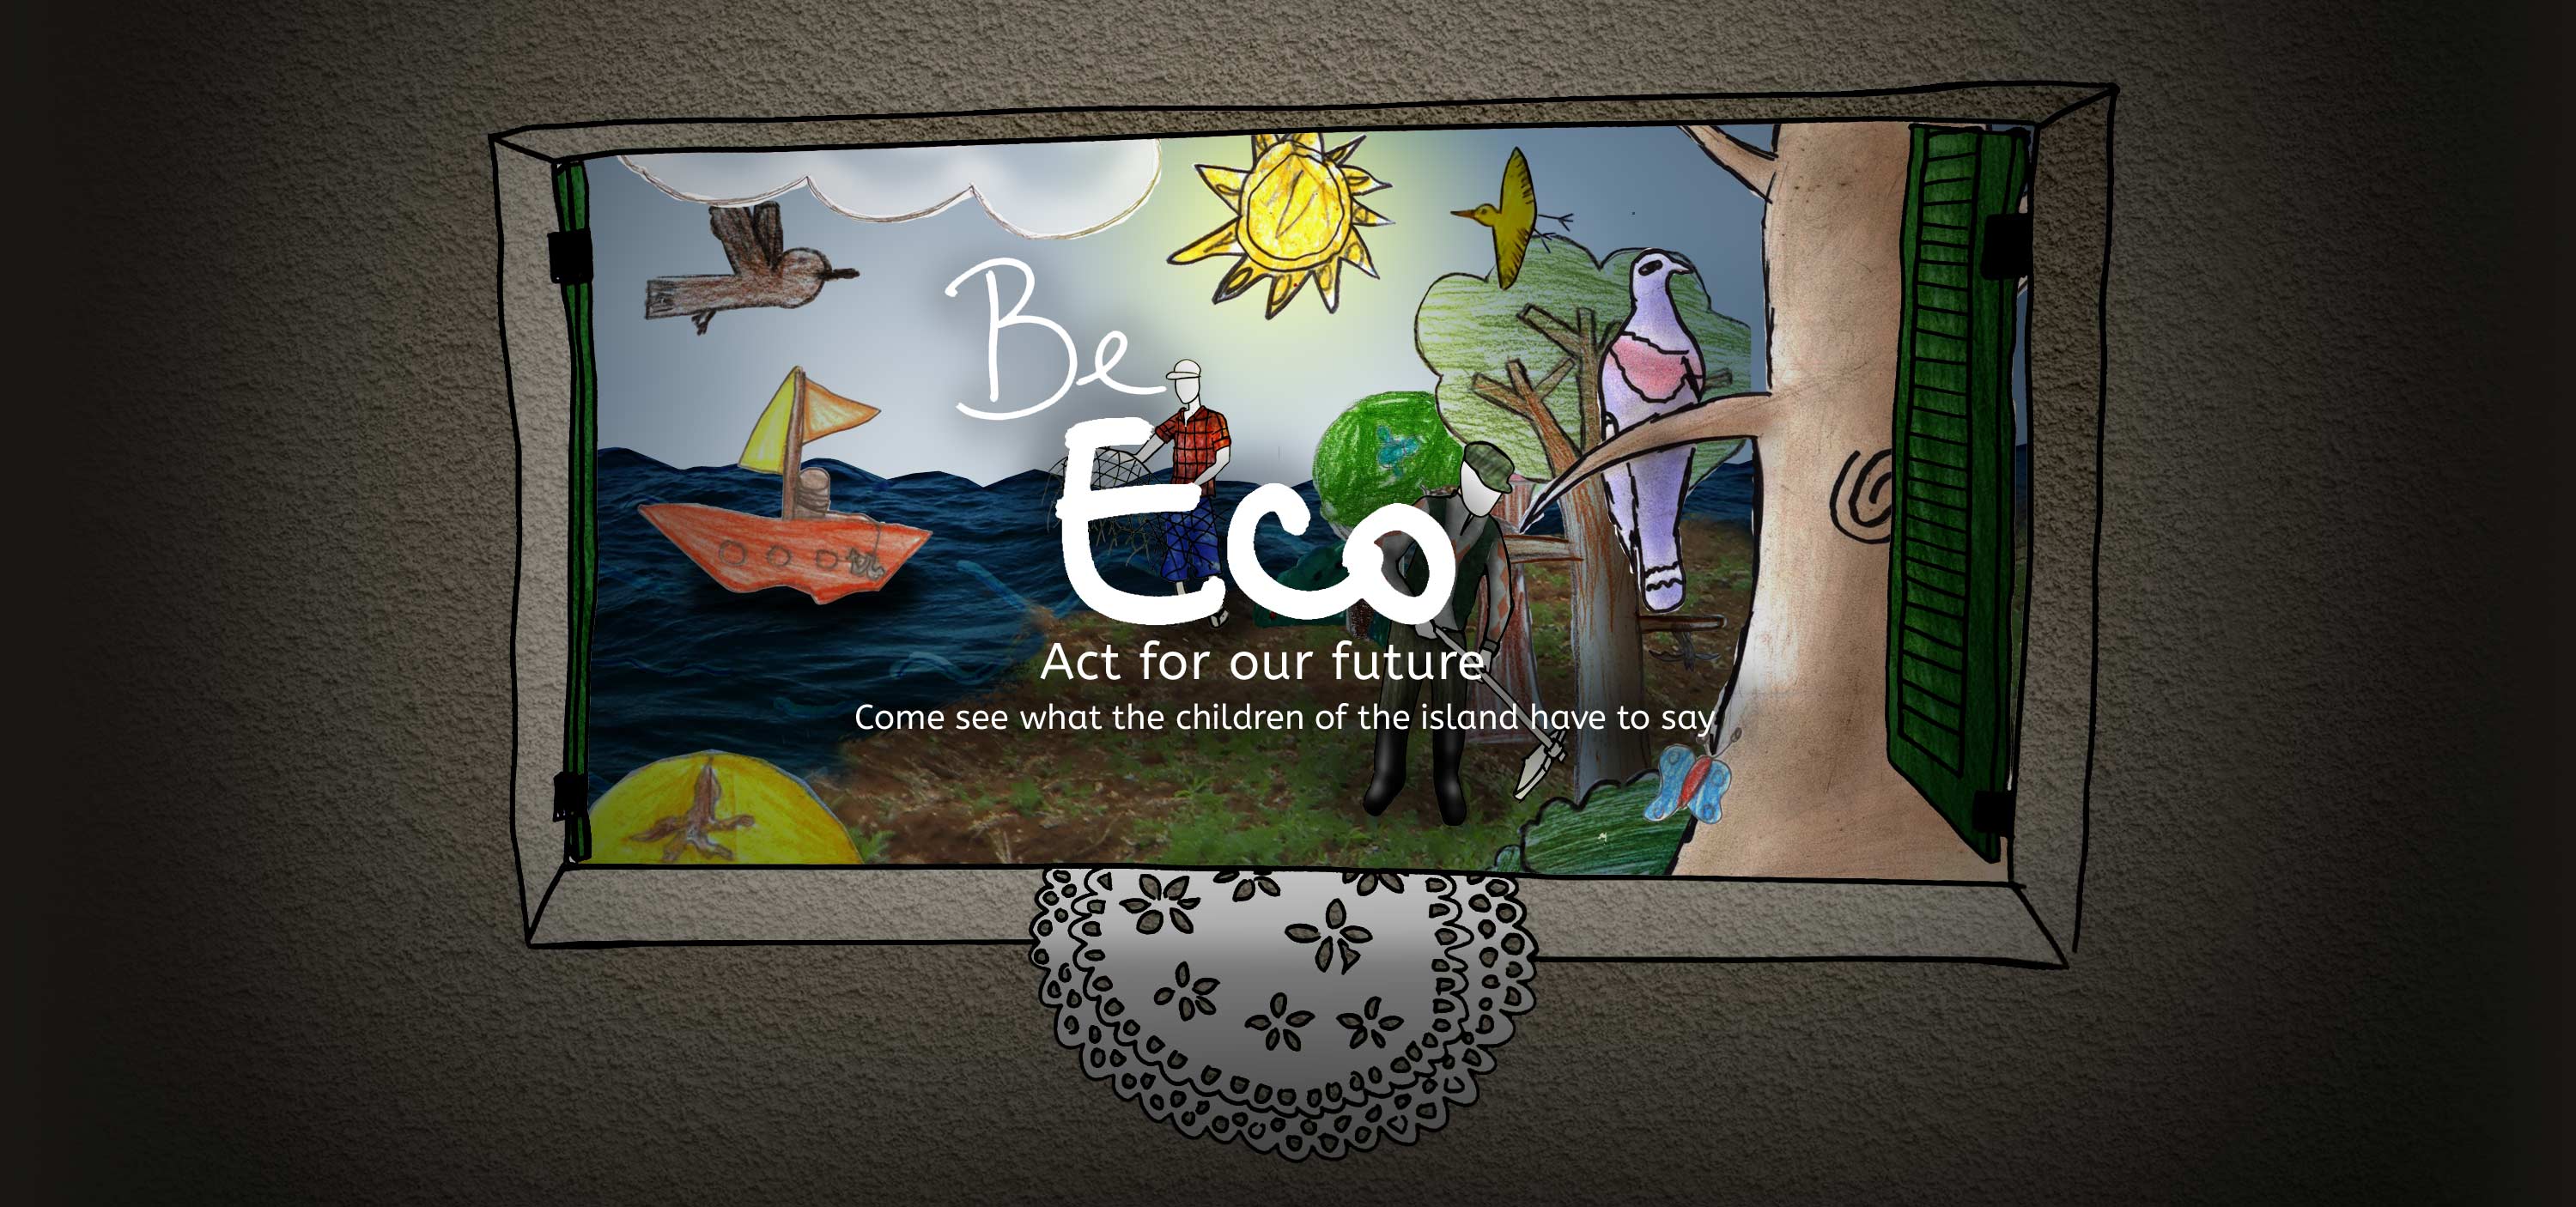 Be
Eco
Act for our future
Come see what the children of the island have to say